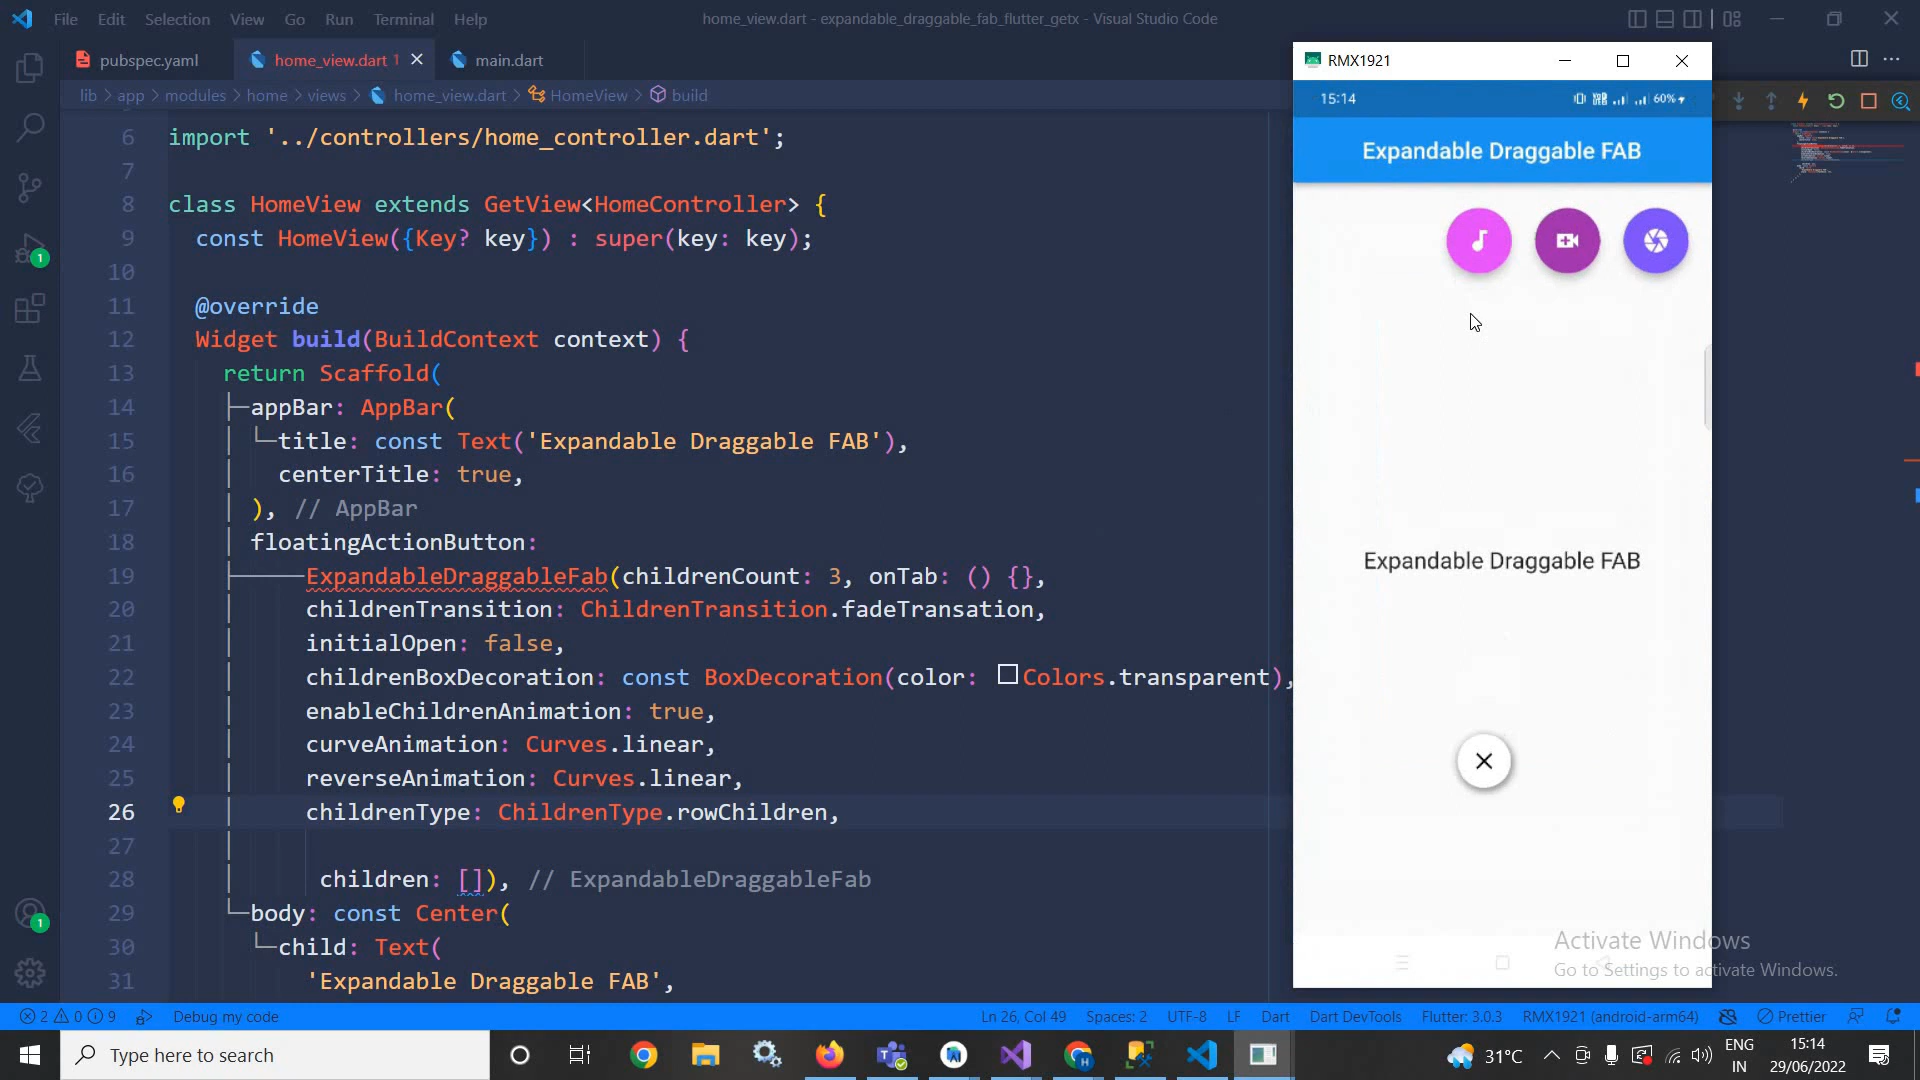 File Edit Selection View Go Run Terminal Help
home_view.dart - expandable_draggable_fab_flutter_getx - Visual Studio Code
pubspec.yaml
home_view.dart 1
main.dart
lib > app > modules > home > views > home_view.dart > HomeView > build
6 import '../controllers/home_controller.dart';
7
8 class HomeView extends GetView<HomeController> {
9 const HomeView({Key? key}) : super(key: key);
10
11 @override
12 Widget build(BuildContext context) {
13 return Scaffold(
14 appBar: AppBar(
15 title: const Text('Expandable Draggable FAB'),
16 centerTitle: true,
17 ), // AppBar
18 floatingActionButton:
19 ExpandableDraggableFab(childrenCount: 3, onTab: () {},
20 childrenTransition: ChildrenTransition.fadeTransation,
21 initialOpen: false,
22 childrenBoxDecoration: const BoxDecoration(color: Colors.transparent),
23 enableChildrenAnimation: true,
24 curveAnimation: Curves.linear,
25 reverseAnimation: Curves.linear,
26 childrenType: ChildrenType.rowChildren,
27
28 children: []), // ExpandableDraggableFab
29 body: const Center(
30 child: Text(
31 'Expandable Draggable FAB',
1
1
RMX1921
15:14
60%
Expandable Draggable FAB
Expandable Draggable FAB
Activate Windows
Go to Settings to activate Windows.
2 0 9 Debug my code
Ln 26, Col 49 Spaces: 2 UTF-8 LF Dart Dart DevTools Flutter: 3.0.3 RMX1921 (android-arm64) Prettier
Type here to search
31°C
ENG
IN
15:14
29/06/2022